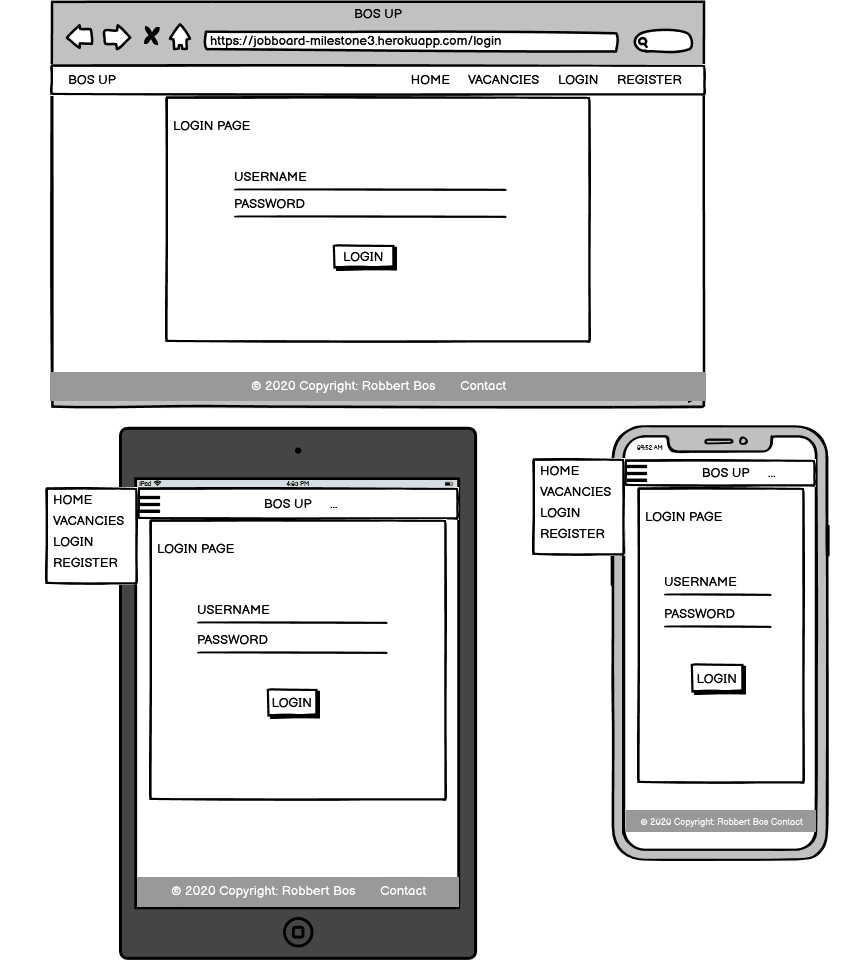 BOS UP
https://jobboard-milestone3.herokuapp.com/login
BOS UP HOME VACANCIES LOGIN REGISTER
LOGIN PAGE
USERNAME
PASSWORD
LOGIN
© 2020 Copyright: Robbert Bos Contact
iPod PM
BOS UP ...
HOME
VACANCIES
LOGIN
REGISTER
LOGIN PAGE
USERNAME
PASSWORD
LOGIN
© 2020 Copyright: Robbert Bos Contact
09:52 AM
BOS UP ...
HOME
VACANCIES
LOGIN
REGISTER
LOGIN PAGE
USERNAME
PASSWORD
LOGIN
© 2020 Copyright: Robbert Bos Contact